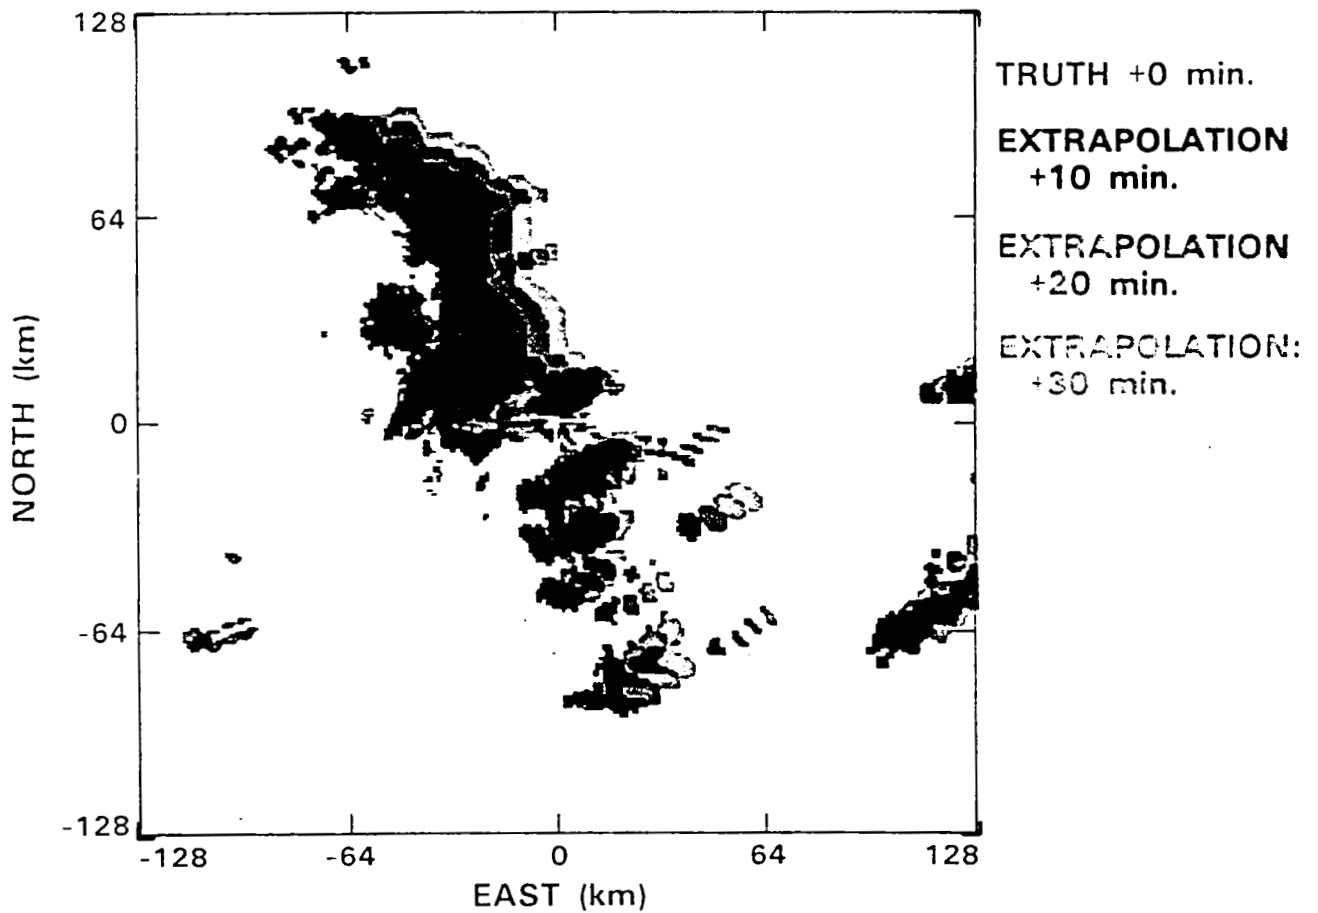 128
64
0
-64
-128
NORTH (km)
-128 -64 0 64 128
EAST (km)
TRUTH +0 min.
EXTRAPOLATION
+10 min.
EXTRAPOLATION
+20 min.
EXTRAPOLATION:
+30 min.